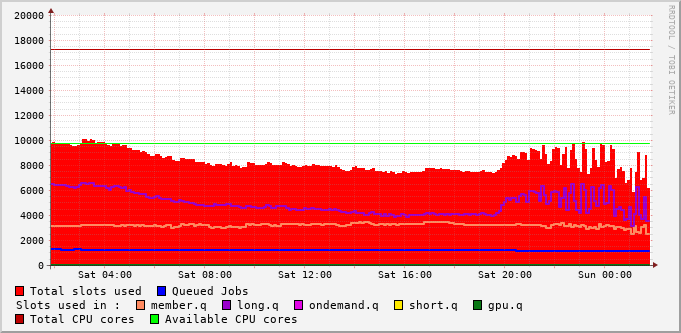 20000
18000
16000
14000
12000
10000
8000
6000
4000
2000
0
Sat 04:00 Sat 08:00 Sat 12:00 Sat 16:00 Sat 20:00 Sun 00:00
Total slots used Queued Jobs
Slots used in : member.q long.q ondemand.q short.q gpu.q
Total CPU cores Available CPU cores
RRDTOOL / TOBI OETIKER